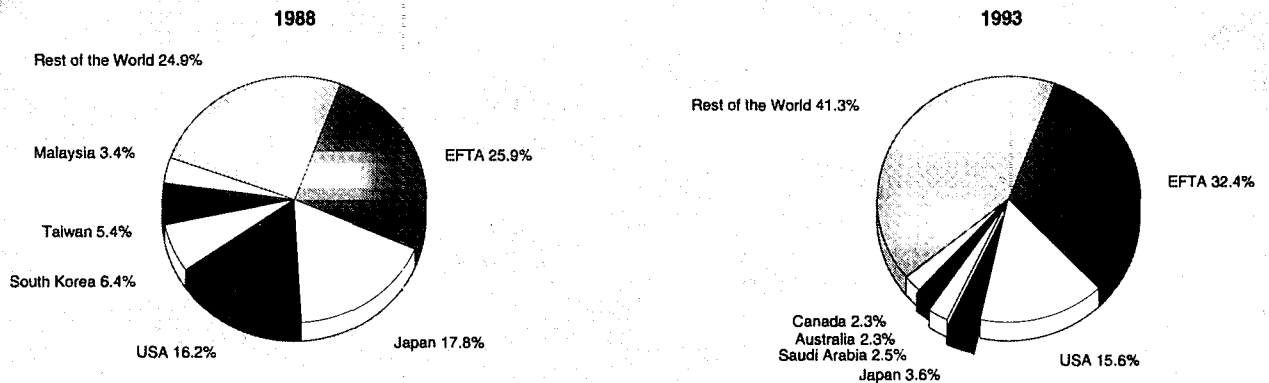 1988
Rest of the World 24.9%
Malaysia 3.4%
EFTA 25.9%
Taiwan 5.4%
South Korea 6.4%
USA 16.2%
Japan 17.8%
1993
Rest of the World 41.3%
EFTA 32.4%
Canada 2.3%
Australia 2.3%
Saudi Arabia 2.5%
Japan 3.6%
USA 15.6%